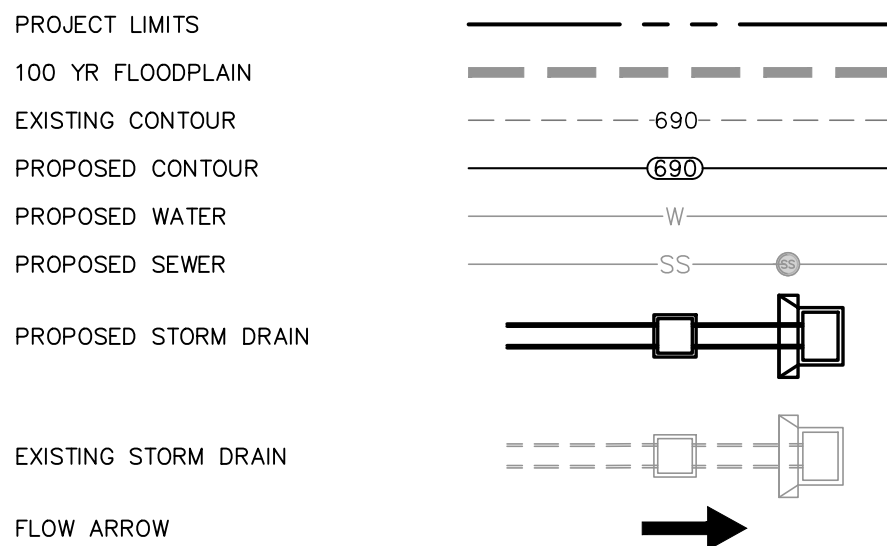 PROJECT LIMITS
100 YR FLOODPLAIN
EXISTING CONTOUR 690
PROPOSED CONTOUR 690
PROPOSED WATER W
PROPOSED SEWER SS SS
PROPOSED STORM DRAIN
EXISTING STORM DRAIN
FLOW ARROW